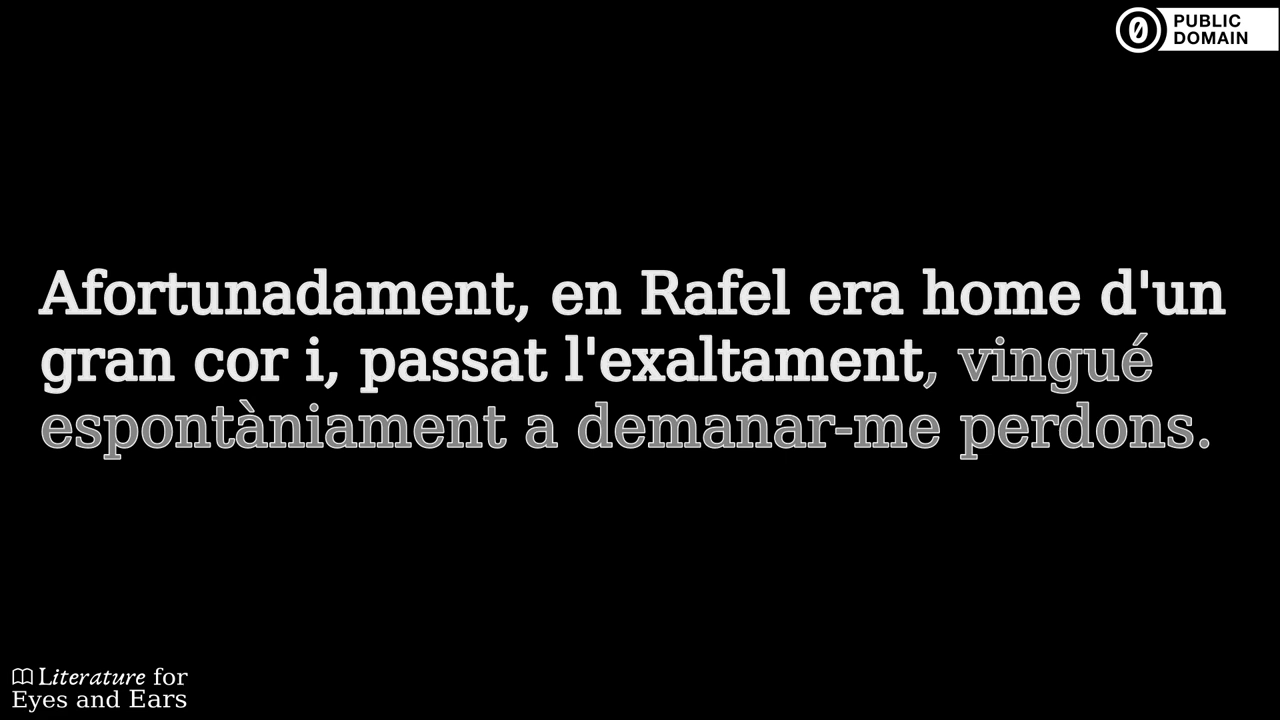 PUBLIC
DOMAIN
Afortunadament, en Rafel era home d'un
gran cor i, passat l'exaltament, vingué
espontàniament a demanar-me perdons.
Literature for
Eyes and Ears